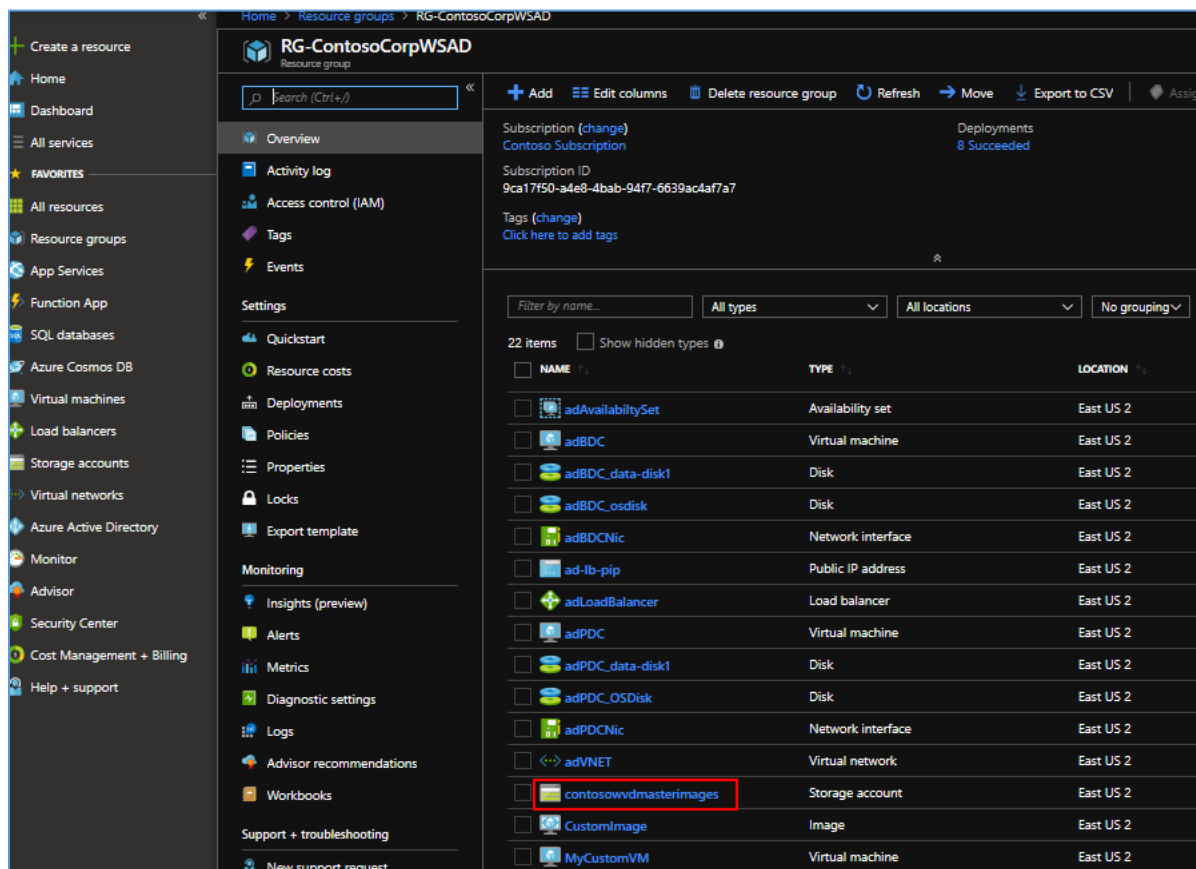 Home > Resource groups > RG-ContosoCorpWSAD
«
Create a resource
Home
Dashboard
All services
FAVORITES
All resources
Resource groups
App Services
Function App
SQL databases
Azure Cosmos DB
Virtual machines
Load balancers
Storage accounts
Virtual networks
Azure Active Directory
Monitor
Advisor
Security Center
Cost Management + Billing
Help + support
RG-ContosoCorpWSAD
Resource group
Search (Ctrl+/)
«
Overview
Activity log
Access control (IAM)
Tags
Events
Settings
Quickstart
Resource costs
Deployments
Policies
Properties
Locks
Export template
Monitoring
Insights (preview)
Alerts
Metrics
Diagnostic settings
Logs
Advisor recommendations
Workbooks
Support + troubleshooting
New support request
Add Edit columns Delete resource group Refresh Move Export to CSV Assig
Subscription (change)
Contoso Subscription
Deployments
8 Succeeded
Subscription ID
9ca17f50-a4e8-4bab-94f7-6639ac4af7a7
Tags (change)
Click here to add tags
Filter by name... All types All locations No grouping
22 items Show hidden types
NAME TYPE LOCATION
adAvailabiltySet Availability set East US 2
adBDC Virtual machine East US 2
adBDC_data-disk1 Disk East US 2
adBDC_osdisk Disk East US 2
adBDCNic Network interface East US 2
ad-lb-pip Public IP address East US 2
adLoadBalancer Load balancer East US 2
adPDC Virtual machine East US 2
adPDC_data-disk1 Disk East US 2
adPDC_OSDisk Disk East US 2
adPDCNic Network interface East US 2
adVNET Virtual network East US 2
contosowvdmasterimages Storage account East US 2
CustomImage Image East US 2
MyCustomVM Virtual machine East US 2